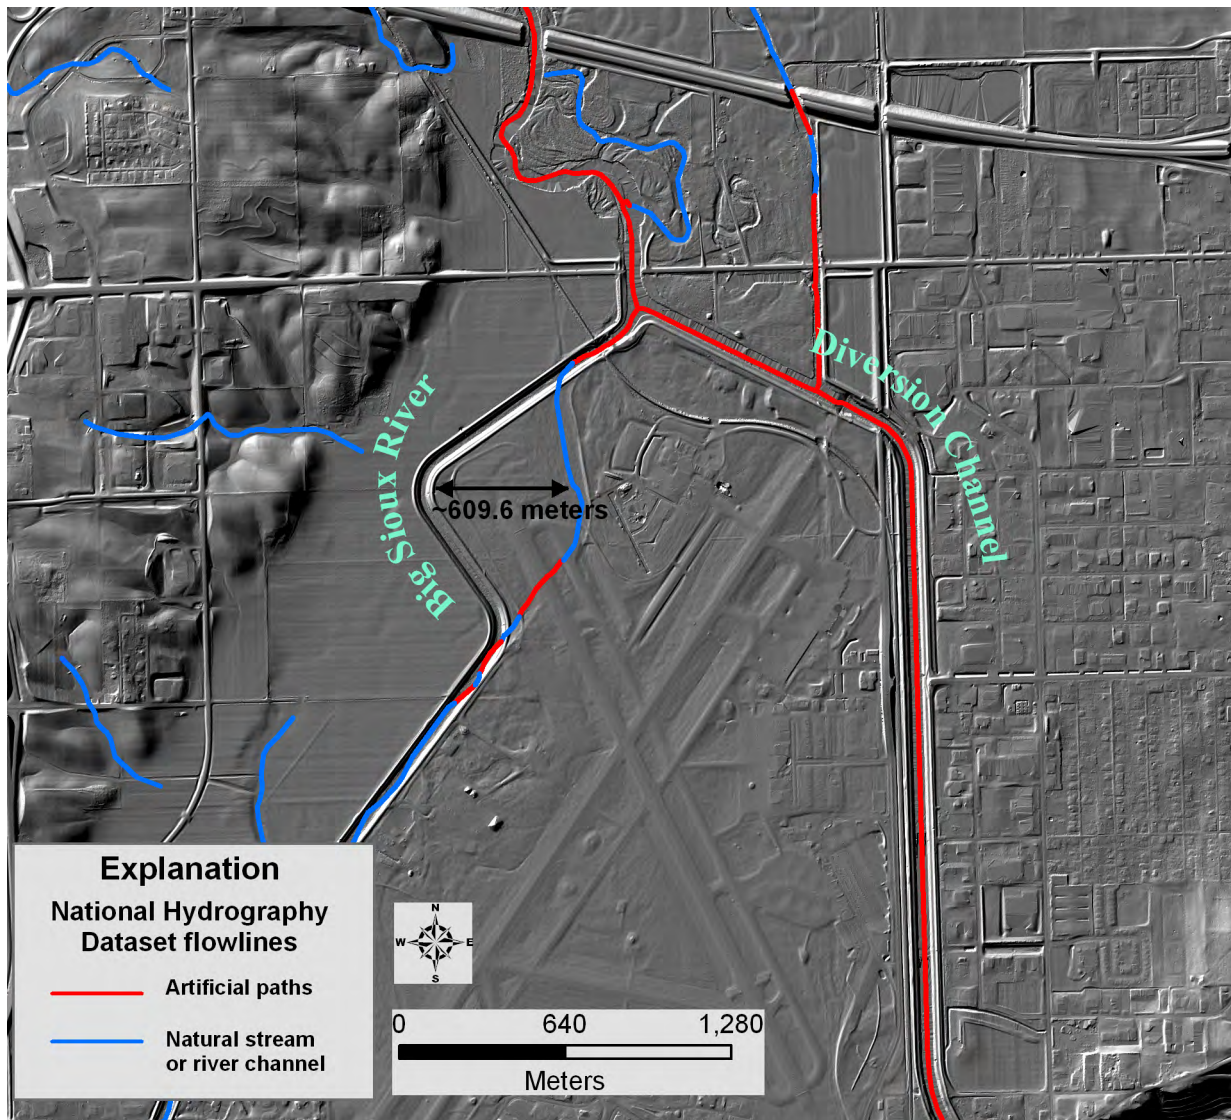 Diversion Channel
Big Sioux River
~609.6 meters
Explanation
National Hydrography
Dataset flowlines
Artificial paths
Natural stream
or river channel
N
W E
S
0 640 1,280
Meters